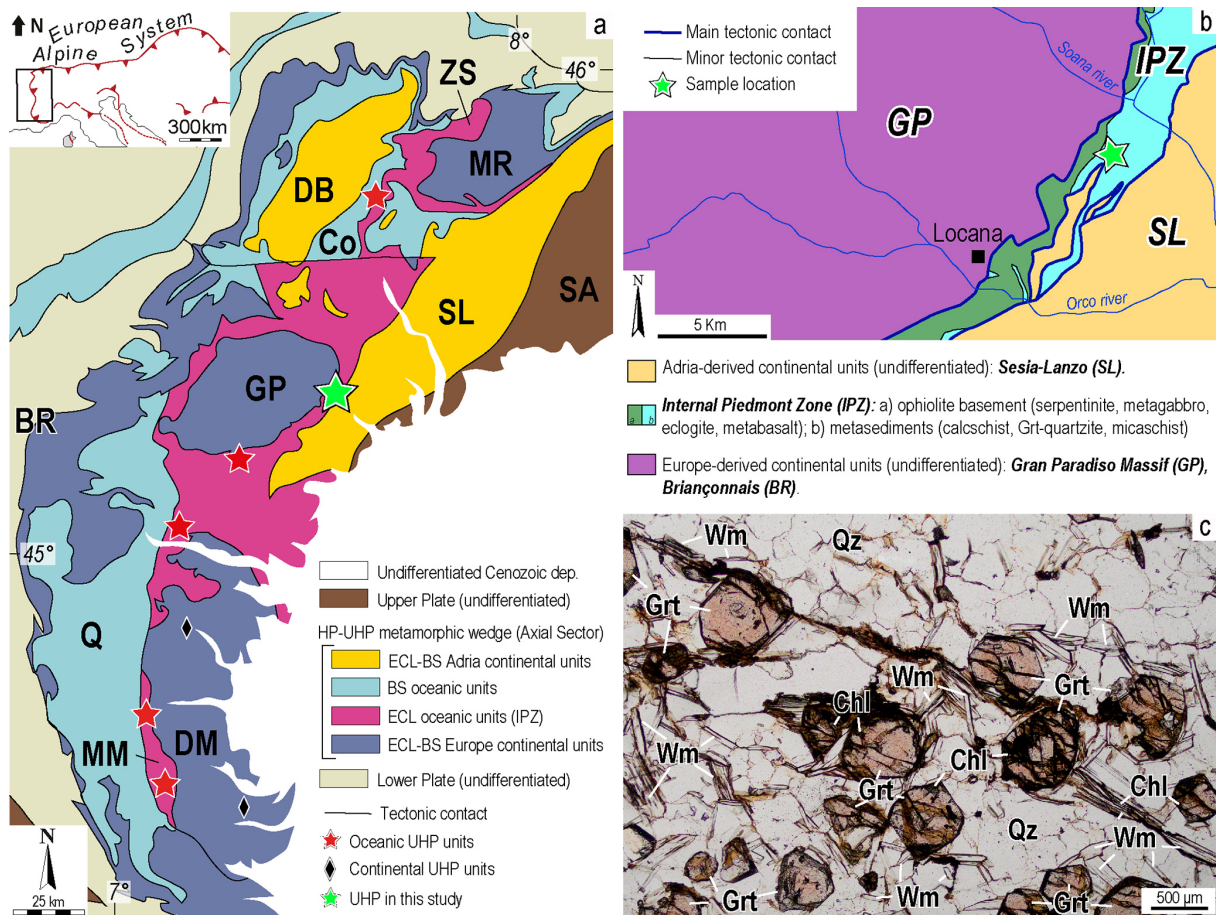 N
European
Alpine System
300km
a
8°
46°
ZS
MR
DB
Co
SA
SL
GP
BR
45°
Q
DM
MM
7°
N
25 km
Undifferentiated Cenozoic dep.
Upper Plate (undifferentiated)
HP-UHP metamorphic wedge (Axial Sector)
ECL-BS Adria continental units
BS oceanic units
ECL oceanic units (IPZ)
ECL-BS Europe continental units
Lower Plate (undifferentiated)
Tectonic contact
Oceanic UHP units
Continental UHP units
UHP in this study
b
Main tectonic contact
Minor tectonic contact
Sample location
Soana river
IPZ
GP
SL
Locana
Orco river
N
5 Km
Adria-derived continental units (undifferentiated): Sesia-Lanzo (SL).
a b
Internal Piedmont Zone (IPZ): a) ophiolite basement (serpentinite, metagabbro,
eclogite, metabasalt); b) metasediments (calcschist, Grt-quartzite, micaschist)
Europe-derived continental units (undifferentiated): Gran Paradiso Massif (GP),
Briançonnais (BR).
c
Wm
Qz
Grt
Wm
Wm
Grt
Chl
Wm
Grt
Chl
Chl
Wm
Qz
Grt
Wm
Grt
500 µm